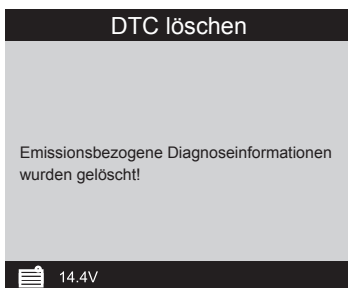 DTC löschen
Emissionsbezogene Diagnoseinformationen
wurden gelöscht!
14.4V